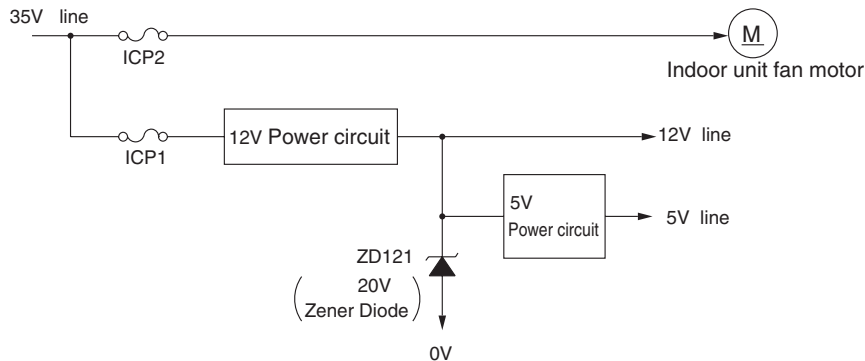 35V line
ICP2
M
Indoor unit fan motor
ICP1
12V Power circuit
12V line
5V
Power circuit
5V line
ZD121
( 20V
Zener Diode )
0V